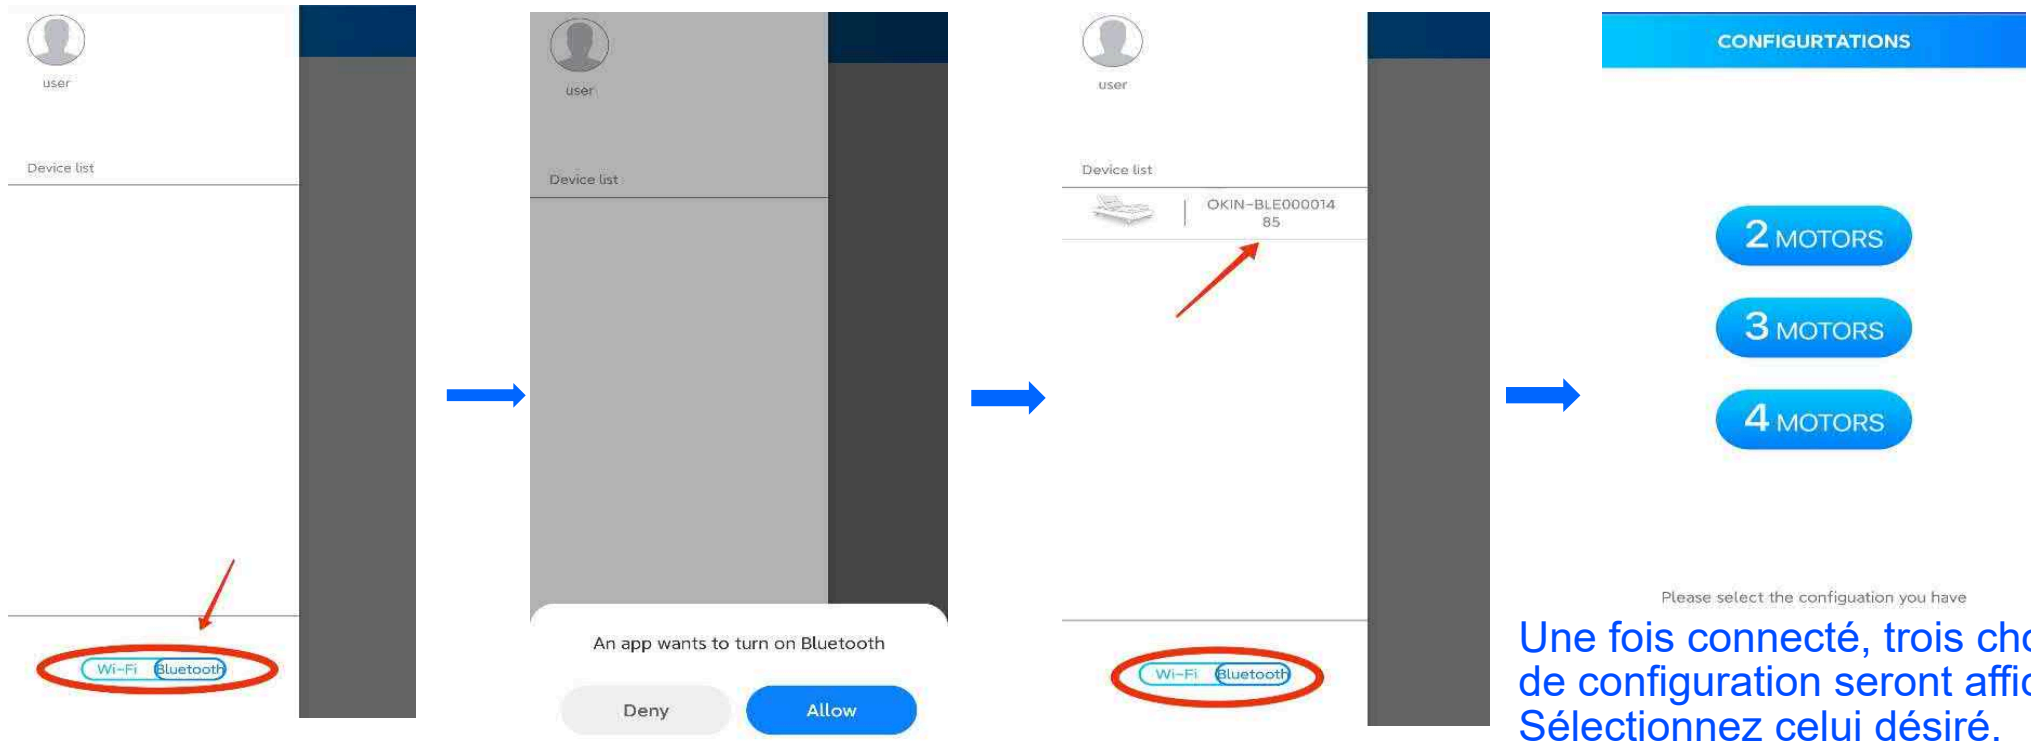 user
Device list
Wi-Fi Bluetooth
user
Device list
An app wants to turn on Bluetooth
Deny Allow
user
Device list
OKIN-BLE000014
85
Wi-Fi Bluetooth
CONFIGURTATIONS
2 MOTORS
3 MOTORS
4 MOTORS
Please select the configuation you have
Une fois connecté, trois
de configuration seront
Sélectionnez celui désiré.